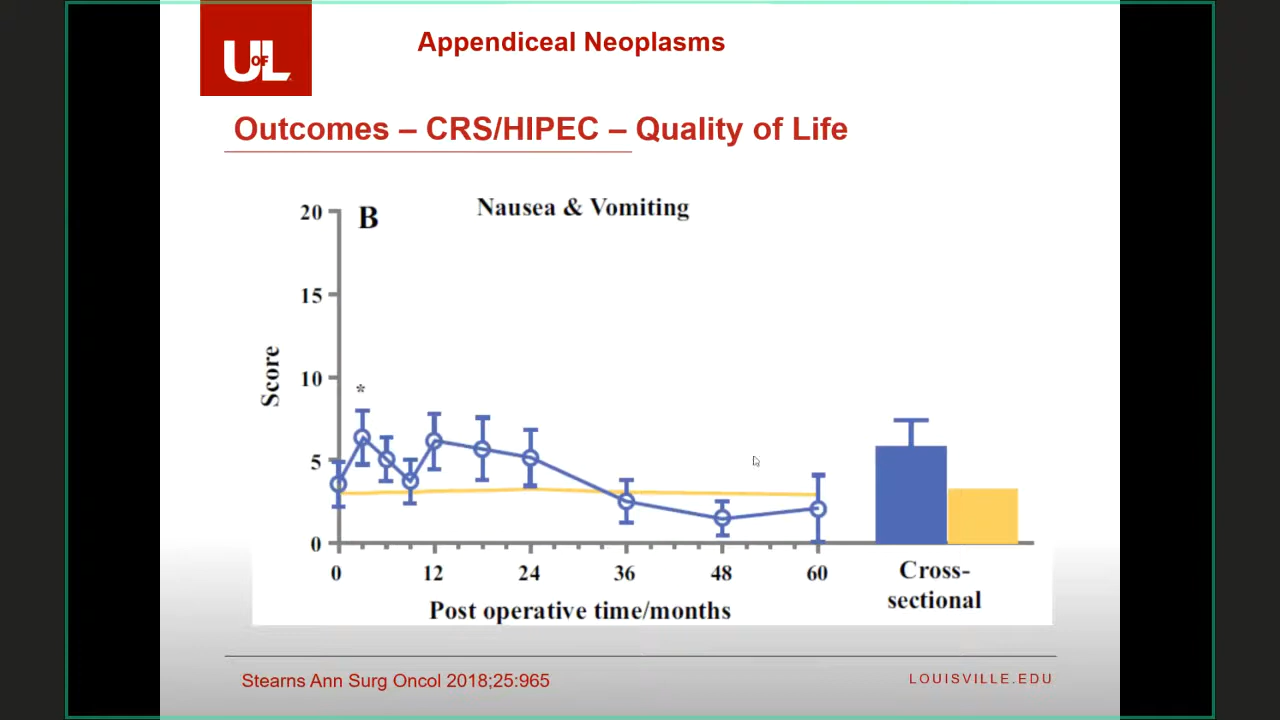 UofL
Appendiceal Neoplasms
Outcomes – CRS/HIPEC – Quality of Life
B
Nausea & Vomiting
20
15
10
5
0
Score
*
0 12 24 36 48 60
Post operative time/months
Cross-
sectional
Stearns Ann Surg Oncol 2018;25:965
LOUISVILLE.EDU